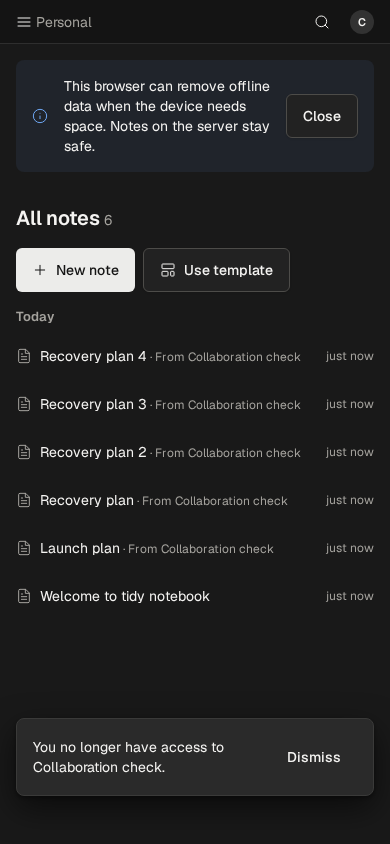 Personal
C
This browser can remove offline
data when the device needs
space. Notes on the server stay
safe.
Close
All notes 6
New note
Use template
Today
Recovery plan 4 · From Collaboration check just now
Recovery plan 3 · From Collaboration check just now
Recovery plan 2 · From Collaboration check just now
Recovery plan · From Collaboration check just now
Launch plan · From Collaboration check just now
Welcome to tidy notebook just now
You no longer have access to
Collaboration check.
Dismiss